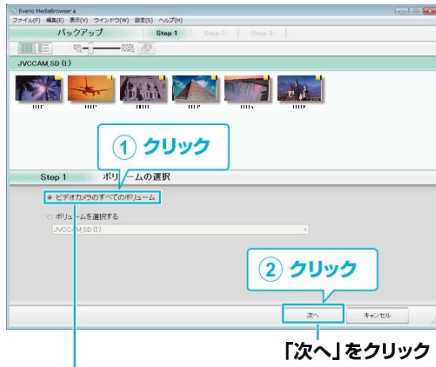 Everio MediaBrowser 4
ファイル(F) 編集(E) 表示(V) ウインドウ(W) 設定(S) ヘルプ(H)
バックアップ Step 1 Step 2 Step 3
JVCCAM_SD (I:)
① クリック
Step 1 ボリュームの選択
ビデオカメラのすべてのボリューム
ボリュームを選択する
JVCCAM_SD (I:)
② クリック
次へ キャンセル
「次へ」をクリック